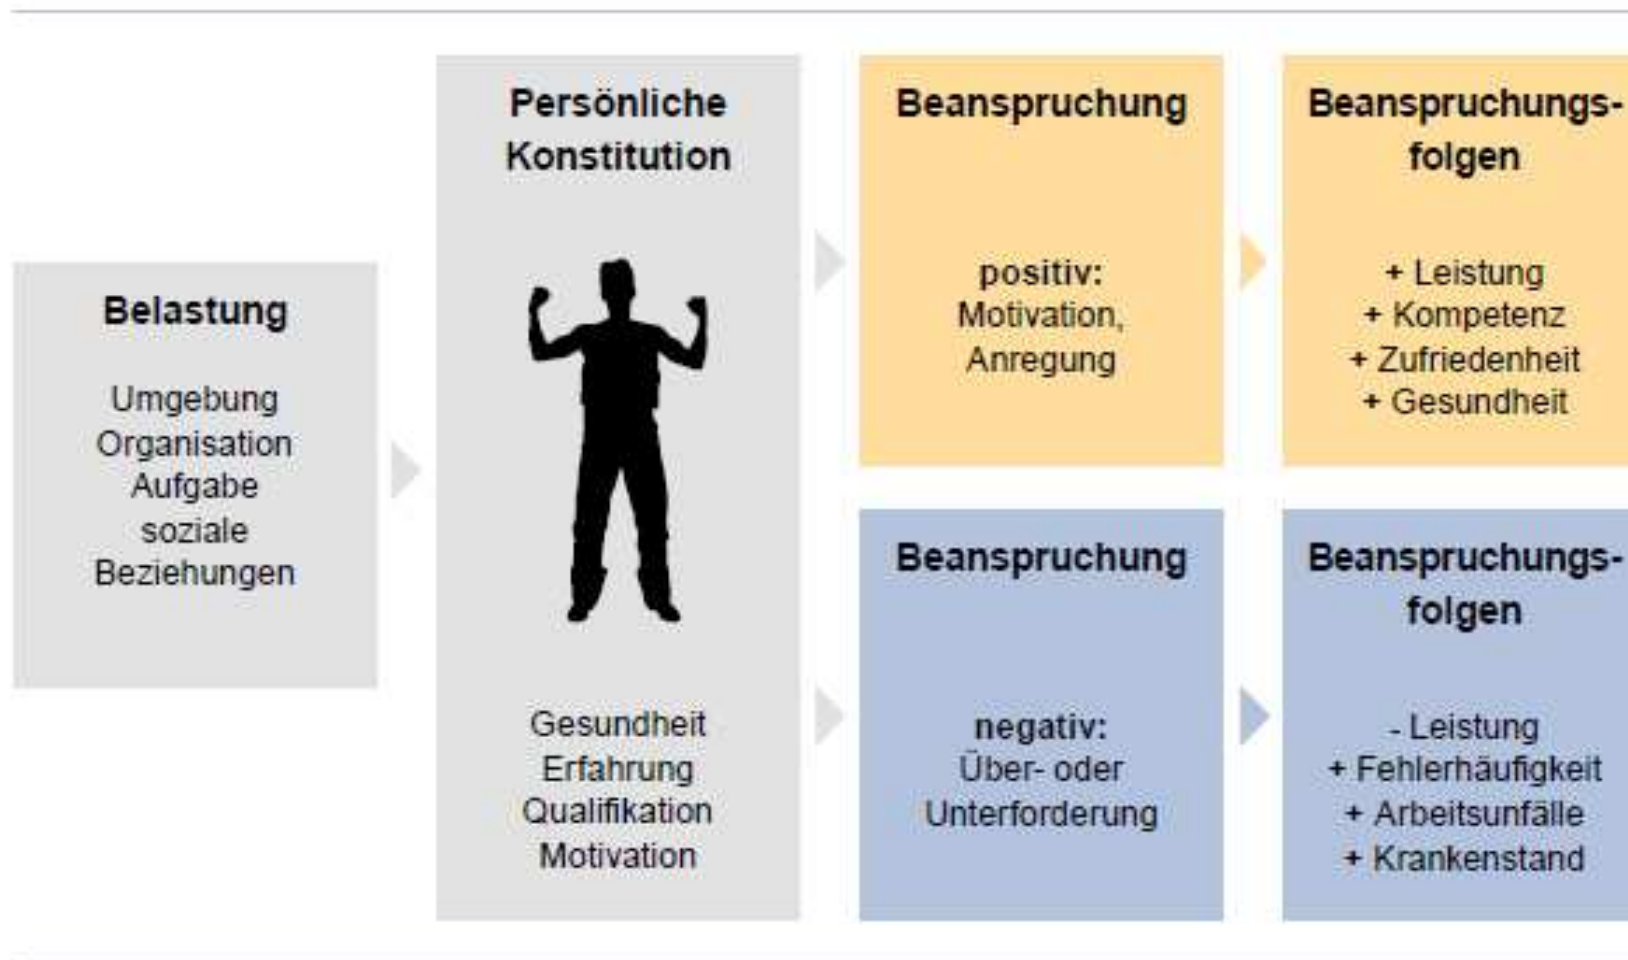 Belastung
Umgebung
Organisation
Aufgabe
soziale
Beziehungen
Persönliche
Konstitution
Gesundheit
Erfahrung
Qualifikation
Motivation
Beanspruchung
positiv:
Motivation,
Anregung
Beanspruchungs-
folgen
+ Leistung
+ Kompetenz
+ Zufriedenheit
+ Gesundheit
Beanspruchung
negativ:
Über- oder
Unterforderung
Beanspruchungs-
folgen
- Leistung
+ Fehlerhäufigkeit
+ Arbeitsunfälle
+ Krankenstand